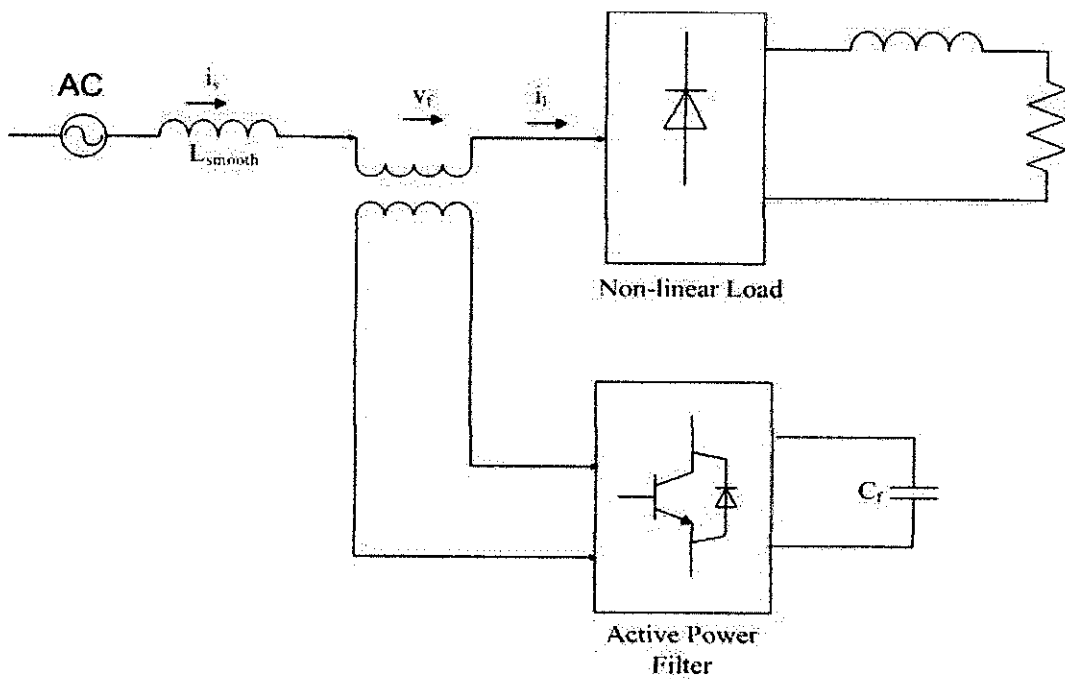 AC
i_s
v_f
i_l
L_smooth
Non-linear Load
C_f
Active Power
Filter